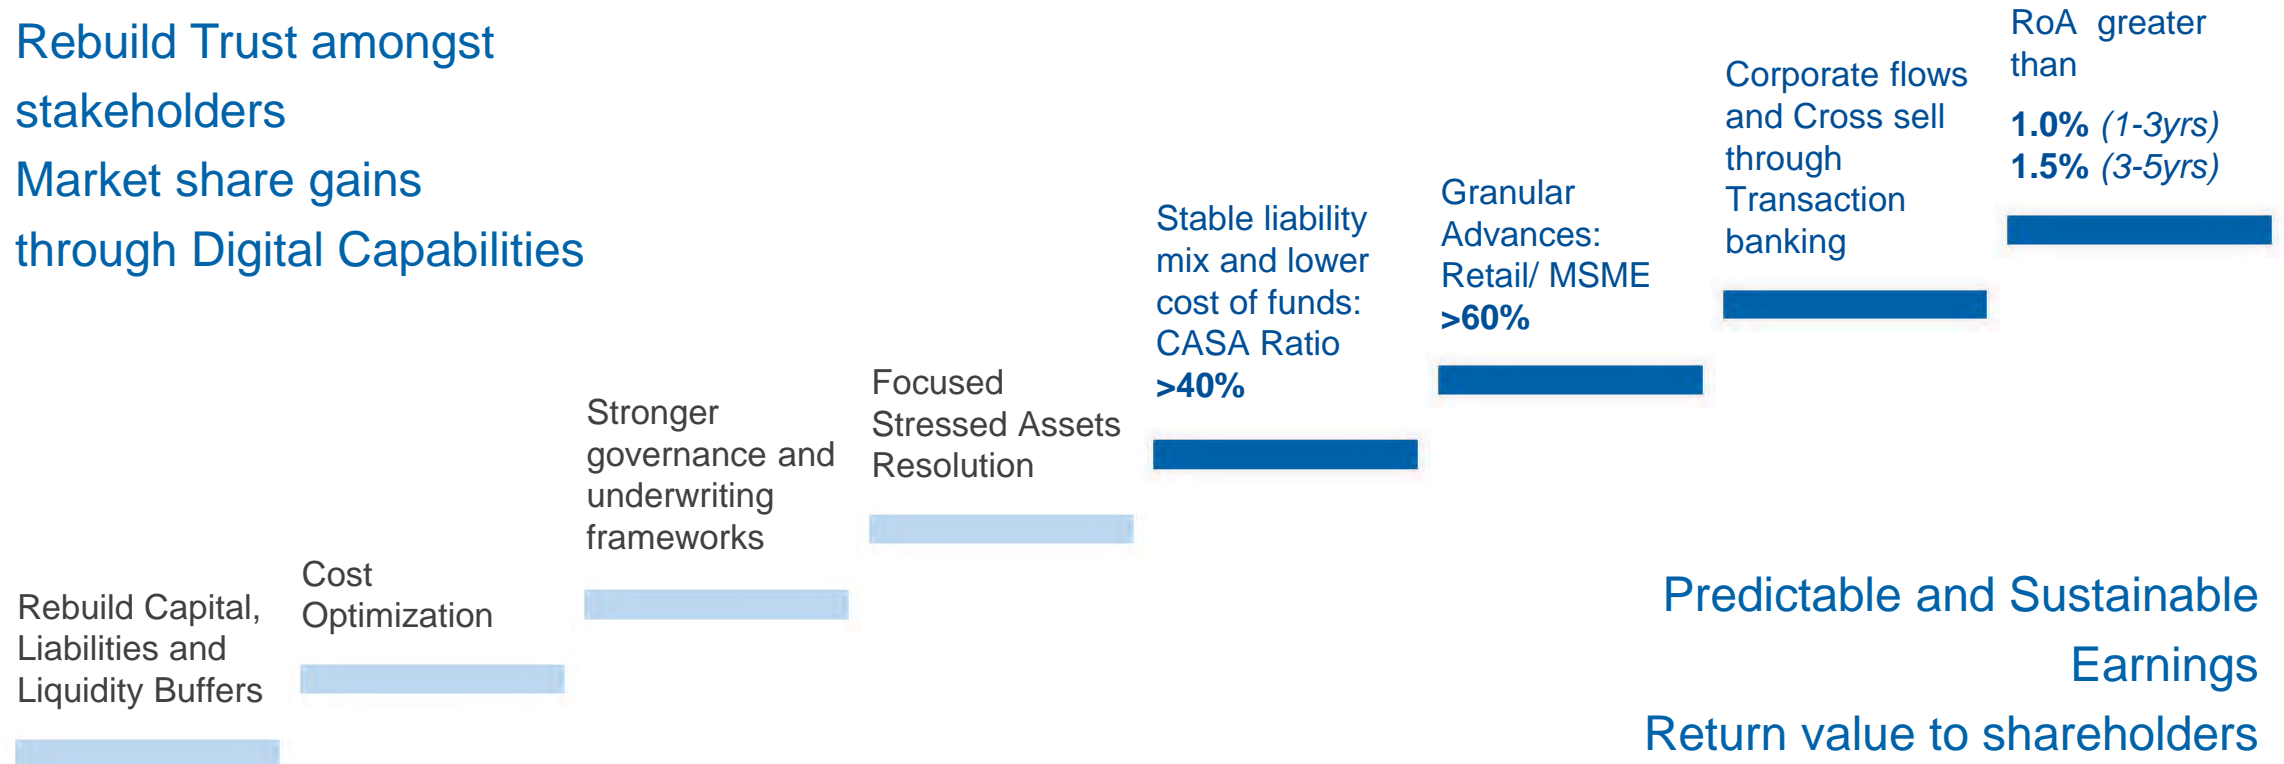 Rebuild Trust amongst
stakeholders
Market share gains
through Digital Capabilities
Rebuild Capital,
Liabilities and
Liquidity Buffers
Cost
Optimization
Stronger
governance and
underwriting
frameworks
Focused
Stressed Assets
Resolution
Stable liability
mix and lower
cost of funds:
CASA Ratio
>40%
Granular
Advances:
Retail/ MSME
>60%
Corporate flows
and Cross sell
through
Transaction
banking
RoA greater
than
1.0% (1-3yrs)
1.5% (3-5yrs)
Predictable and Sustainable
Earnings
Return value to shareholders